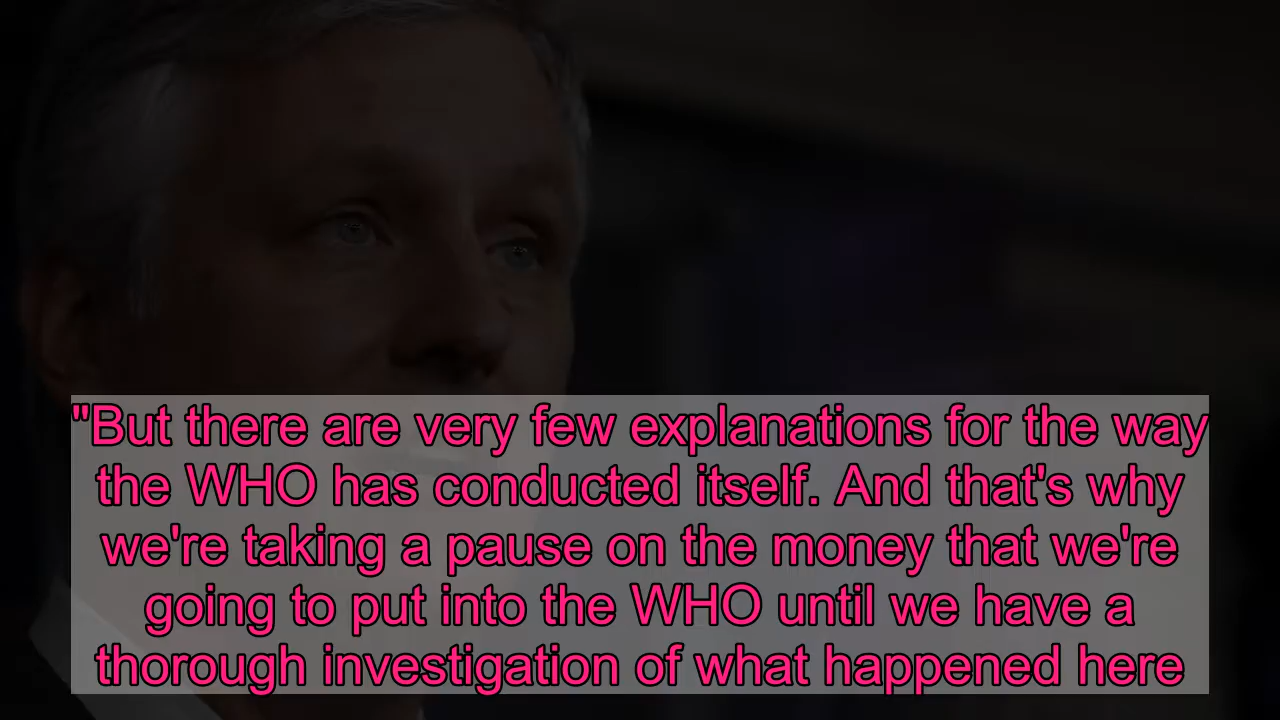 "But there are very few explanations for the way
the WHO has conducted itself. And that's why
we're taking a pause on the money that we're
going to put into the WHO until we have a
thorough investigation of what happened here